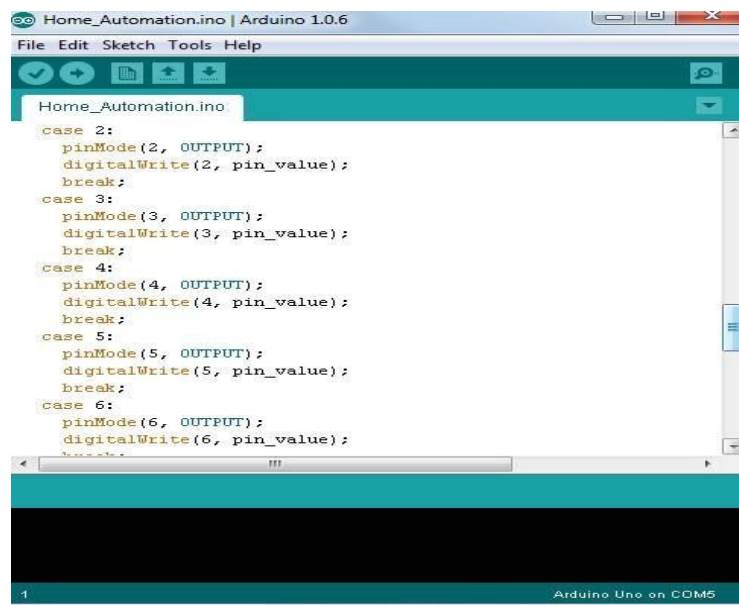 Home_Automation.ino | Arduino 1.0.6
File Edit Sketch Tools Help
Home_Automation.ino
case 2:
pinMode(2, OUTPUT);
digitalWrite(2, pin_value);
break;
case 3:
pinMode(3, OUTPUT);
digitalWrite(3, pin_value);
break;
case 4:
pinMode(4, OUTPUT);
digitalWrite(4, pin_value);
break;
case 5:
pinMode(5, OUTPUT);
digitalWrite(5, pin_value);
break;
case 6:
pinMode(6, OUTPUT);
digitalWrite(6, pin_value);
1 Arduino Uno on COM5